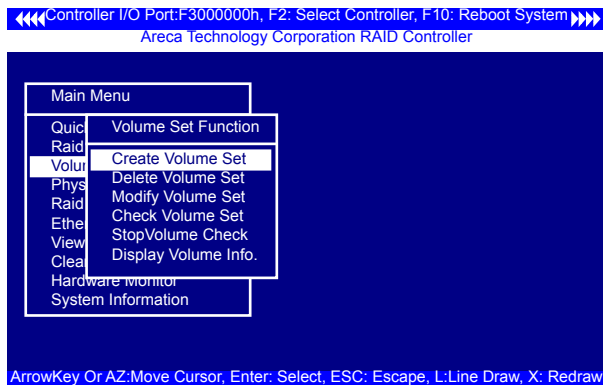 Controller I/O Port:F3000000h, F2: Select Controller, F10: Reboot System
Areca Technology Corporation RAID Controller
Main Menu
Quic
Raid
Volu
Phys
Raid
Ethe
View
Clea
Hardware Monitor
System Information
Volume Set Function
Create Volume Set
Delete Volume Set
Modify Volume Set
Check Volume Set
StopVolume Check
Display Volume Info.
ArrowKey Or AZ:Move Cursor, Enter: Select, ESC: Escape, L:Line Draw, X: Redraw